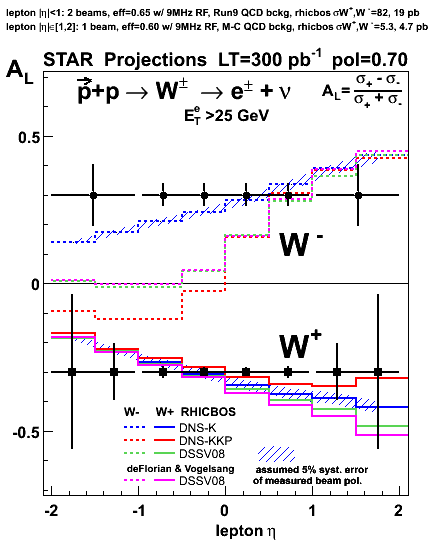 lepton |η|<1: 2 beams, eff=0.65 w/ 9MHz RF, Run9 QCD bckg, rhicbos σW⁺,W⁻=82, 19 pb
lepton |η|∈[1,2]: 1 beam, eff=0.60 w/ 9MHz RF, M-C QCD bckg, rhicbos σW⁺,W⁻=5.3, 4.7 pb
STAR Projections LT=300 pb⁻¹ pol=0.70
A_L
p⃗+p → W± → e± + ν
A_L = (σ₊ - σ₋) / (σ₊ + σ₋)
E_T^e >25 GeV
0.5
W⁻
0
W⁺
-0.5
W- W+ RHICBOS
DNS-K
DNS-KKP
DSSV08
deFlorian & Vogelsang
DSSV08
assumed 5% syst. error
of measured beam pol.
-2 -1 0 1 2
lepton η